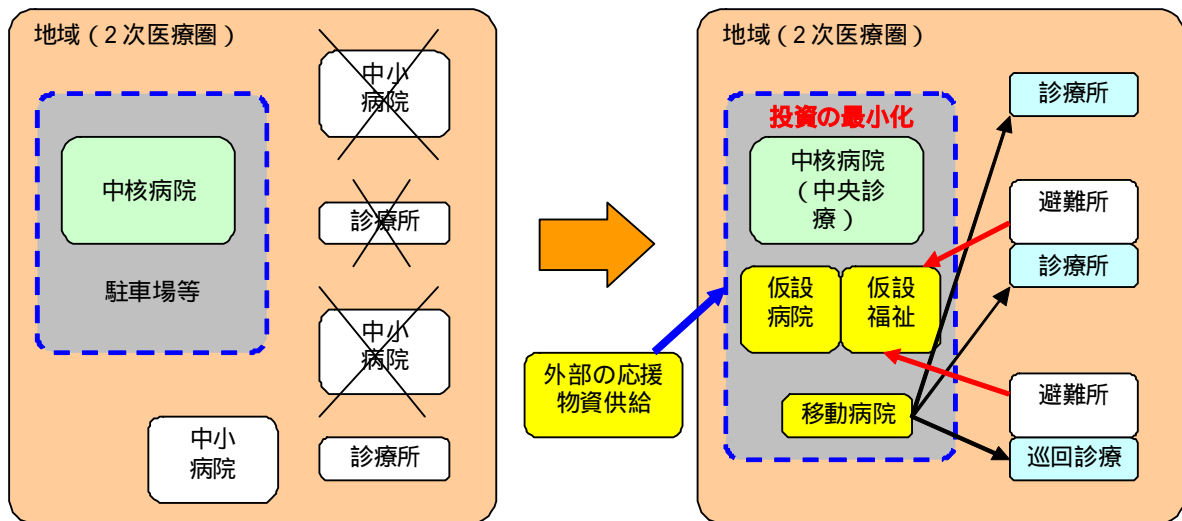 地域（２次医療圏）
中小
病院
中核病院
診療所
駐車場等
中小
病院
中小
病院
診療所
地域（２次医療圏）
投資の最小化
中核病院
（中央診
療）
診療所
避難所
診療所
仮設
病院
仮設
福祉
外部の応援
物資供給
移動病院
避難所
巡回診療